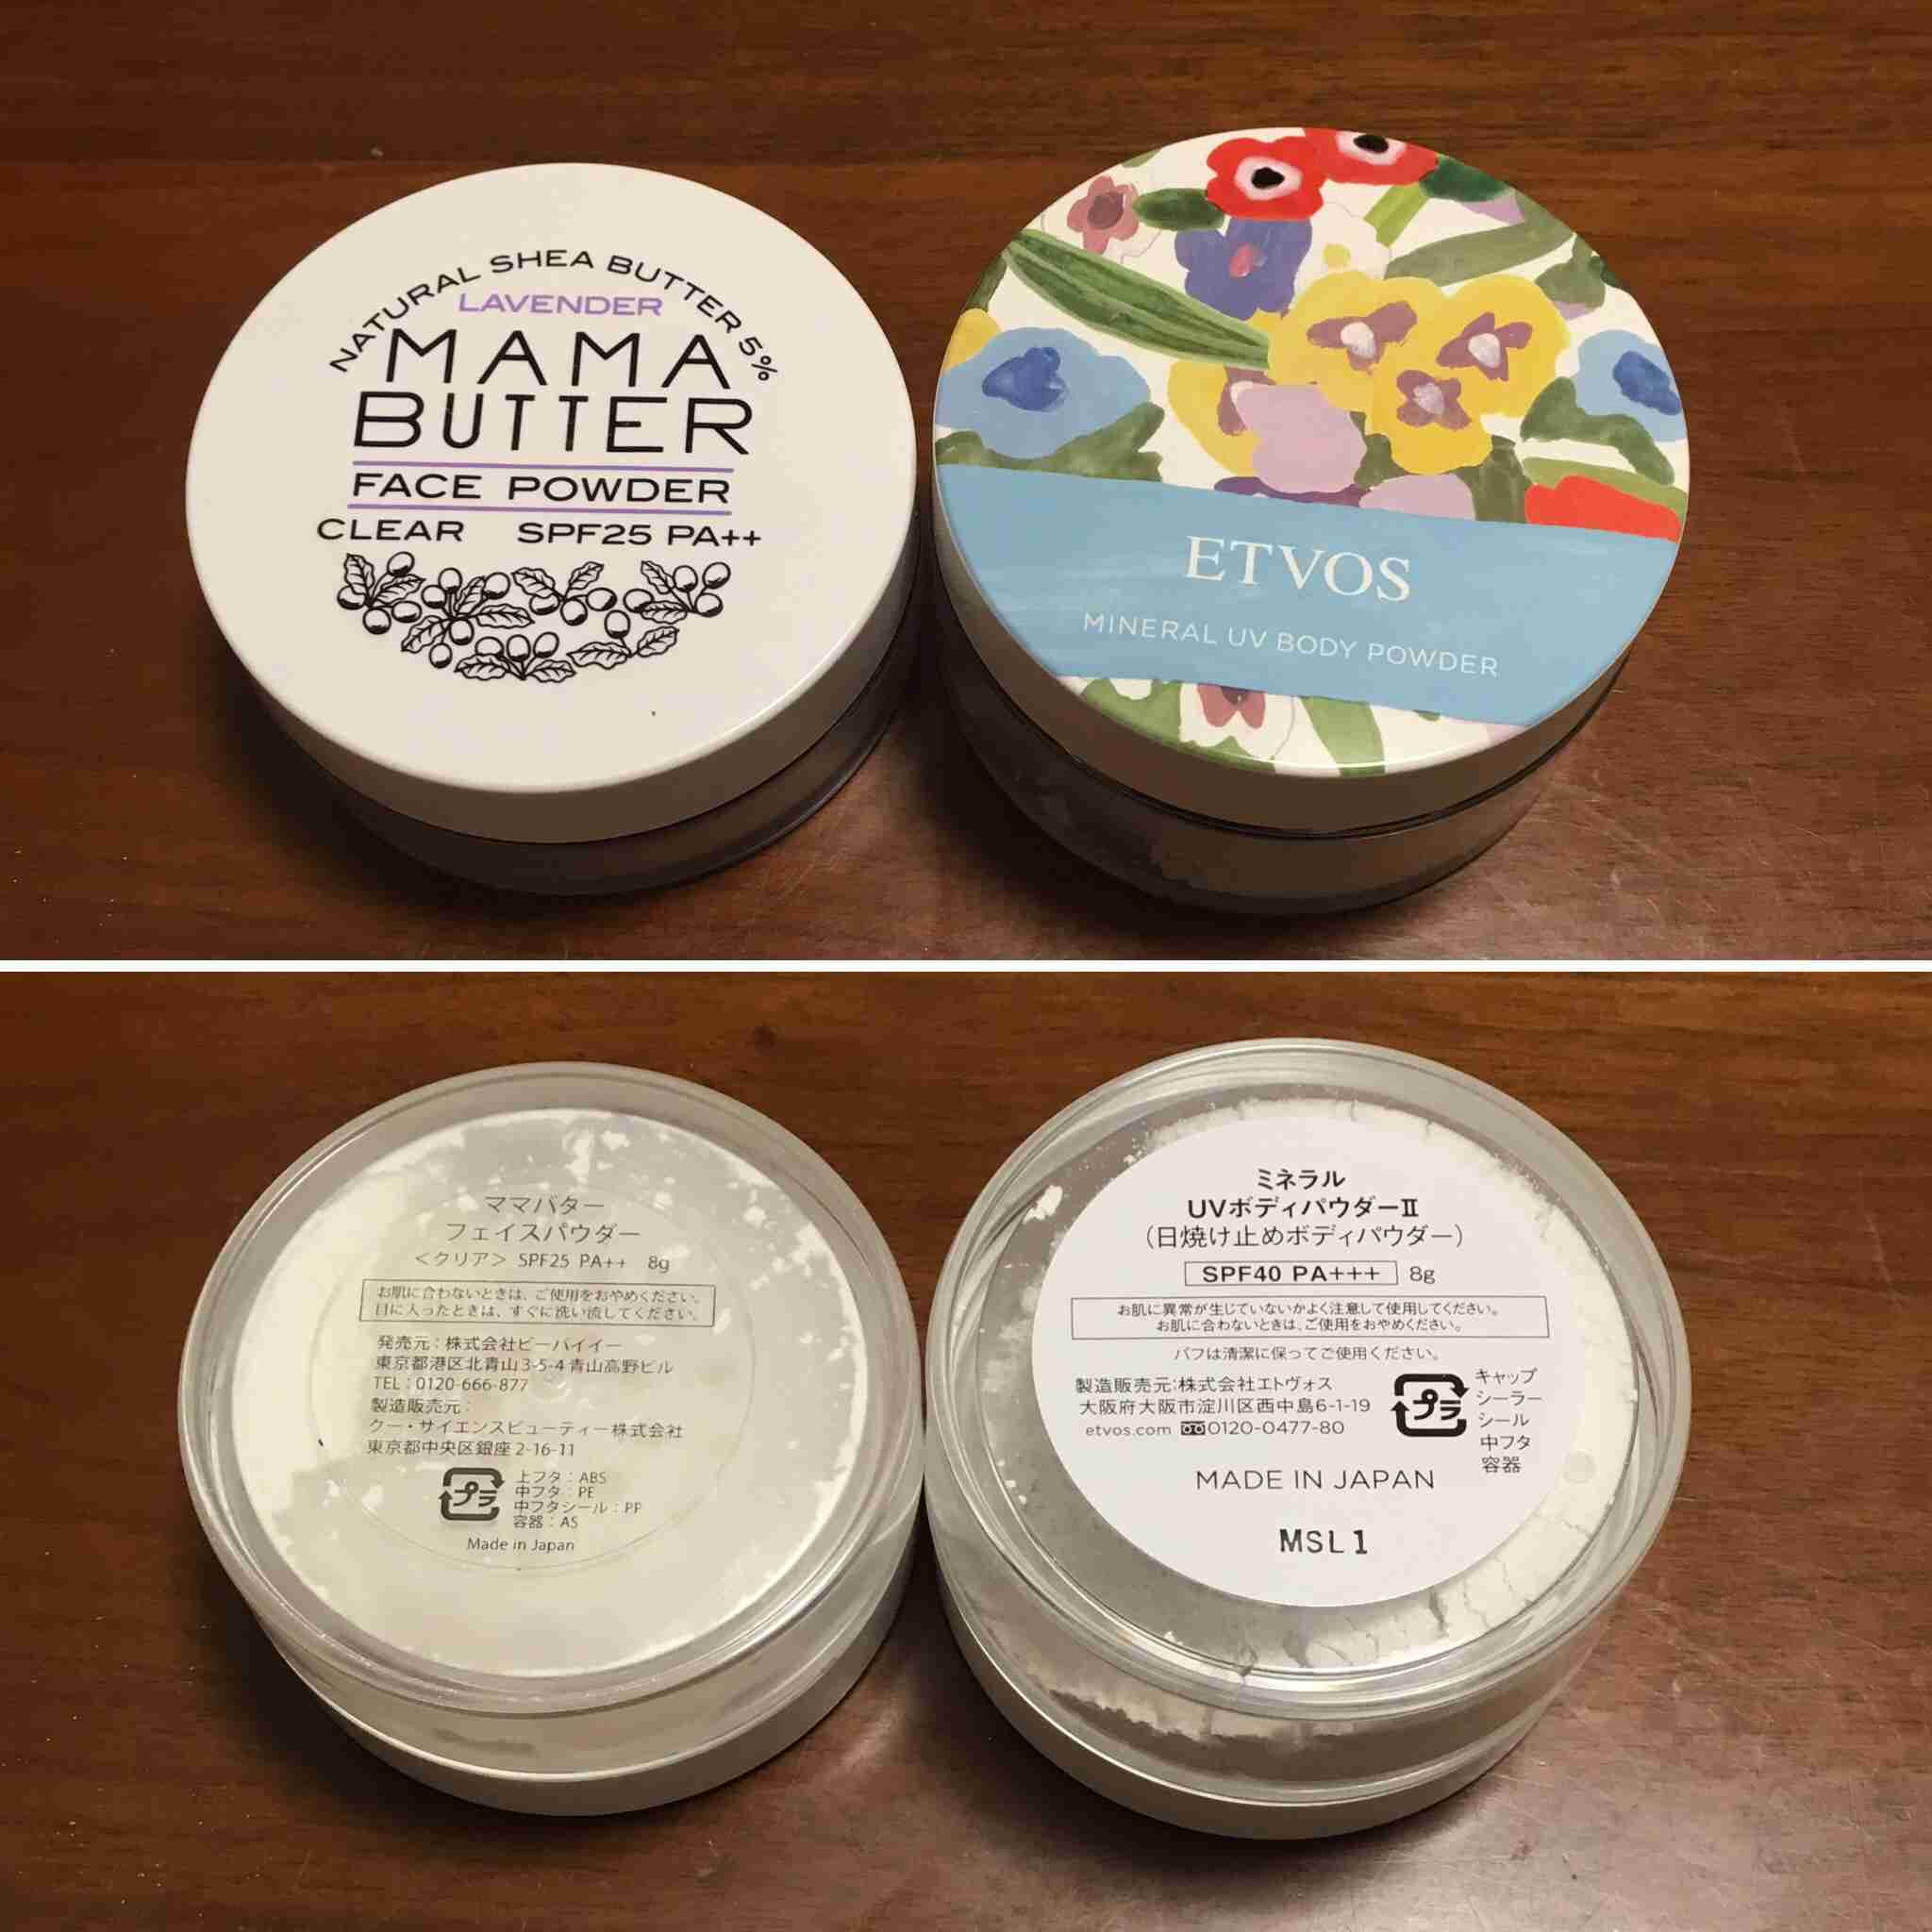 NATURAL SHEA BUTTER 5%
LAVENDER
MAMA
BUTTER
FACE POWDER
CLEAR SPF25 PA++
ETVOS
MINERAL UV BODY POWDER
ママバター
フェイスパウダー
<クリア> SPF25 PA++ 8g
お肌に合わないときは、ご使用をおやめください。
目に入ったときは、すぐに洗い流してください。
発売元：株式会社ビーバイイー
東京都港区北青山3-5-4青山高野ビル
TEL：0120-666-877
製造販売元：
クー・サイエンスビューティー株式会社
東京都中央区銀座2-16-11
プラ
上フタ：ABS
中フタ：PE
中フタシール：PP
容器：AS
Made in Japan
ミネラル
UVボディパウダーⅡ
（日焼け止めボディパウダー）
SPF40 PA+++ 8g
お肌に異常が生じていないかよく注意して使用してください。
お肌に合わないときは、ご使用をおやめください。
パフは清潔に保ってご使用ください。
製造販売元：株式会社エトヴォス
大阪府大阪市淀川区西中島6-1-19
etvos.com 0120-0477-80
プラ
キャップ
シーラー
シール
中フタ
容器
MADE IN JAPAN
MSL1